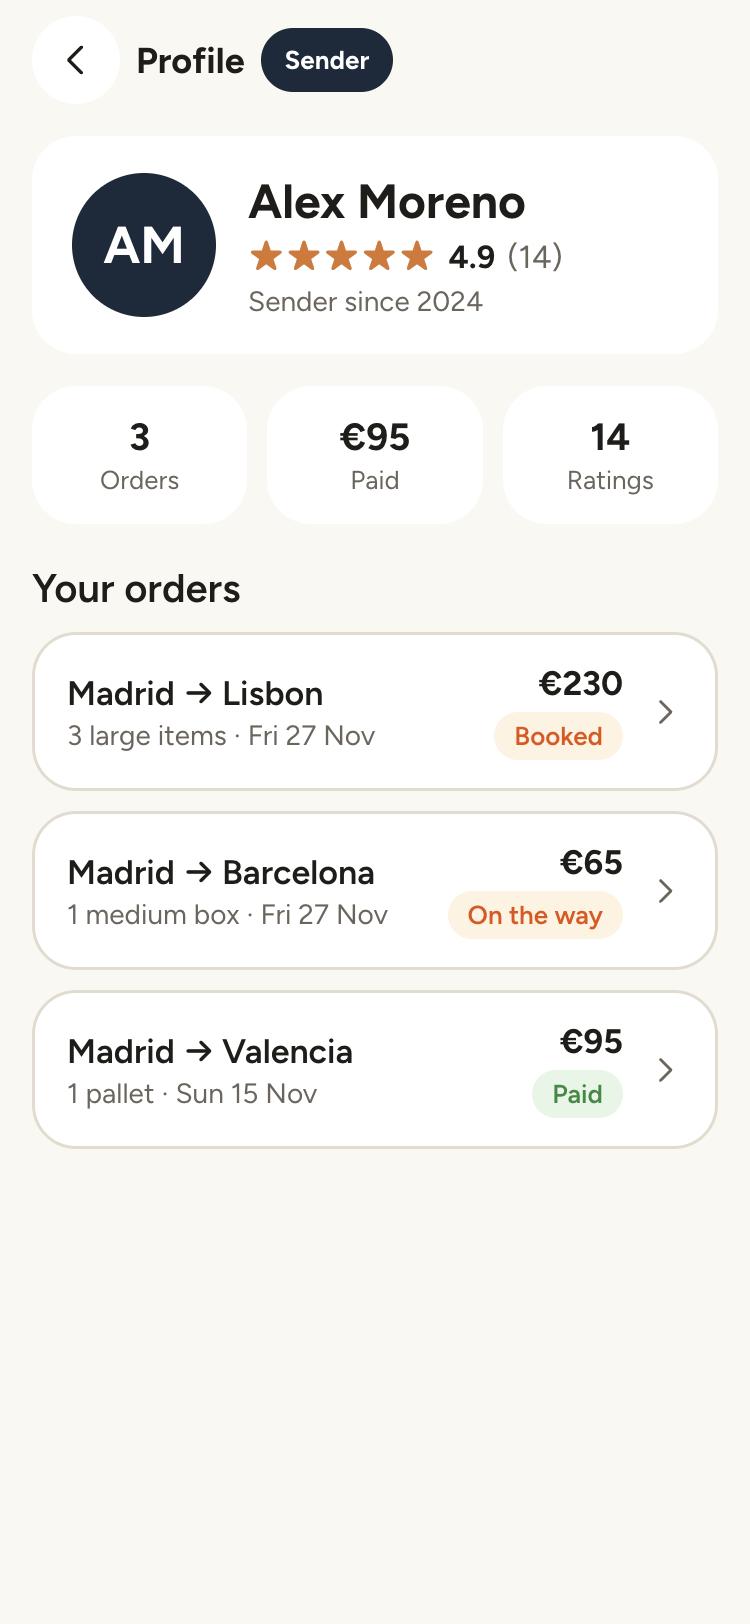 Profile Sender
AM
Alex Moreno
4.9 (14)
Sender since 2024
3
Orders
€95
Paid
14
Ratings
Your orders
Madrid → Lisbon
3 large items · Fri 27 Nov
€230
Booked
Madrid → Barcelona
1 medium box · Fri 27 Nov
€65
On the way
Madrid → Valencia
1 pallet · Sun 15 Nov
€95
Paid